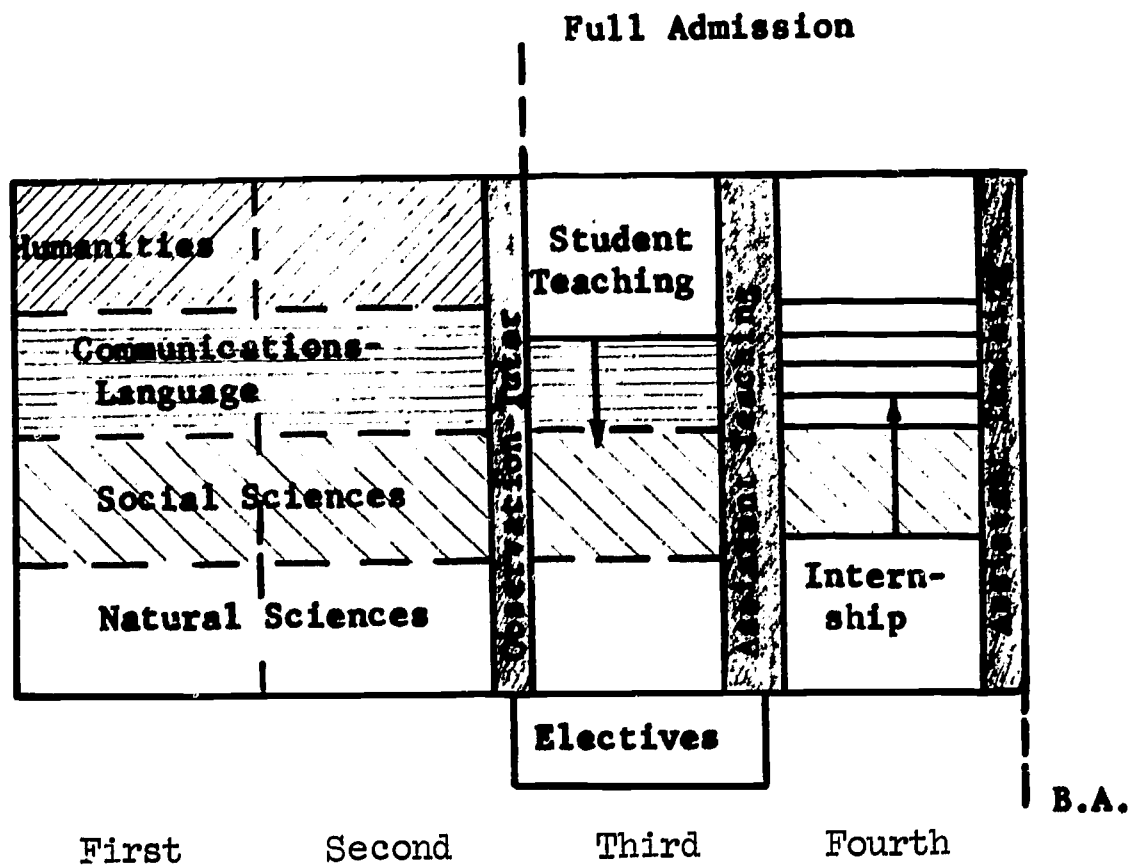 Full Admission
Humanities
Student
Teaching
Communications-
Language
Social Sciences
Natural Sciences
Observation-Tutor
Assistant Teaching
Intern-
ship
Electives
B.A.
First Second Third Fourth